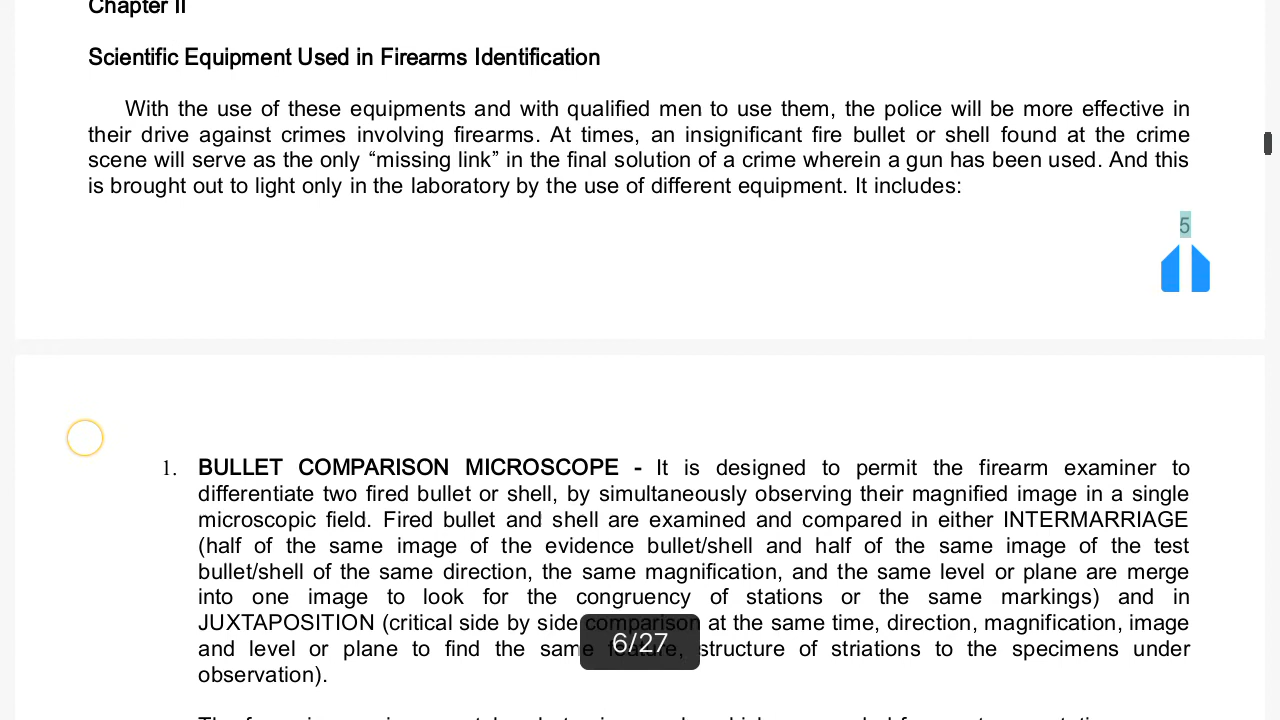 Chapter II
Scientific Equipment Used in Firearms Identification
With the use of these equipments and with qualified men to use them, the police will be more effective in
their drive against crimes involving firearms. At times, an insignificant fire bullet or shell found at the crime
scene will serve as the only “missing link” in the final solution of a crime wherein a gun has been used. And this
is brought out to light only in the laboratory by the use of different equipment. It includes:
5
1. BULLET COMPARISON MICROSCOPE - It is designed to permit the firearm examiner to
differentiate two fired bullet or shell, by simultaneously observing their magnified image in a single
microscopic field. Fired bullet and shell are examined and compared in either INTERMARRIAGE
(half of the same image of the evidence bullet/shell and half of the same image of the test
bullet/shell of the same direction, the same magnification, and the same level or plane are merge
into one image to look for the congruency of stations or the same markings) and in
JUXTAPOSITION (critical side by side comparison at the same time, direction, magnification, image
and level or plane to find the same feature, structure of striations to the specimens under
6/27
observation).